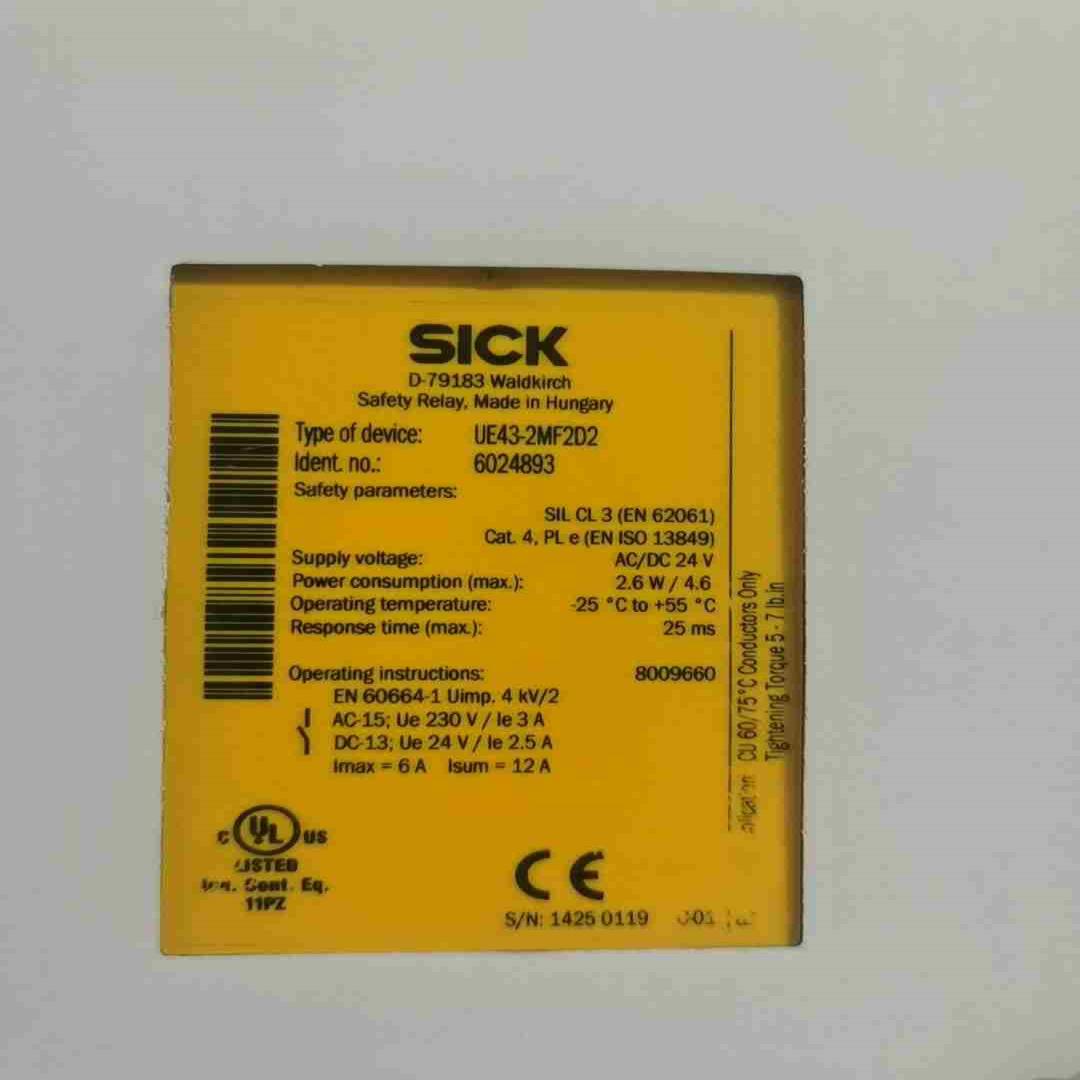 SICK
D-79183 Waldkirch
Safety Relay, Made in Hungary
Type of device: UE43-2MF2D2
Ident. no.: 6024893
Safety parameters:
SIL CL 3 (EN 62061)
Cat. 4, PL e (EN ISO 13849)
Supply voltage: AC/DC 24 V
Power consumption (max.): 2.6 W / 4.6
Operating temperature: -25 °C to +55 °C
Response time (max.): 25 ms
Operating instructions: 8009660
EN 60664-1 Uimp. 4 kV/2
AC-15; Ue 230 V / Ie 3 A
DC-13; Ue 24 V / Ie 2.5 A
Imax = 6 A Isum = 12 A
C UL US
LISTED
Cont. Eq.
11PZ
CE
S/N: 1425 0119
CU 60/75°C Conductors Only
Tightening Torque 5 - 7 lb.in